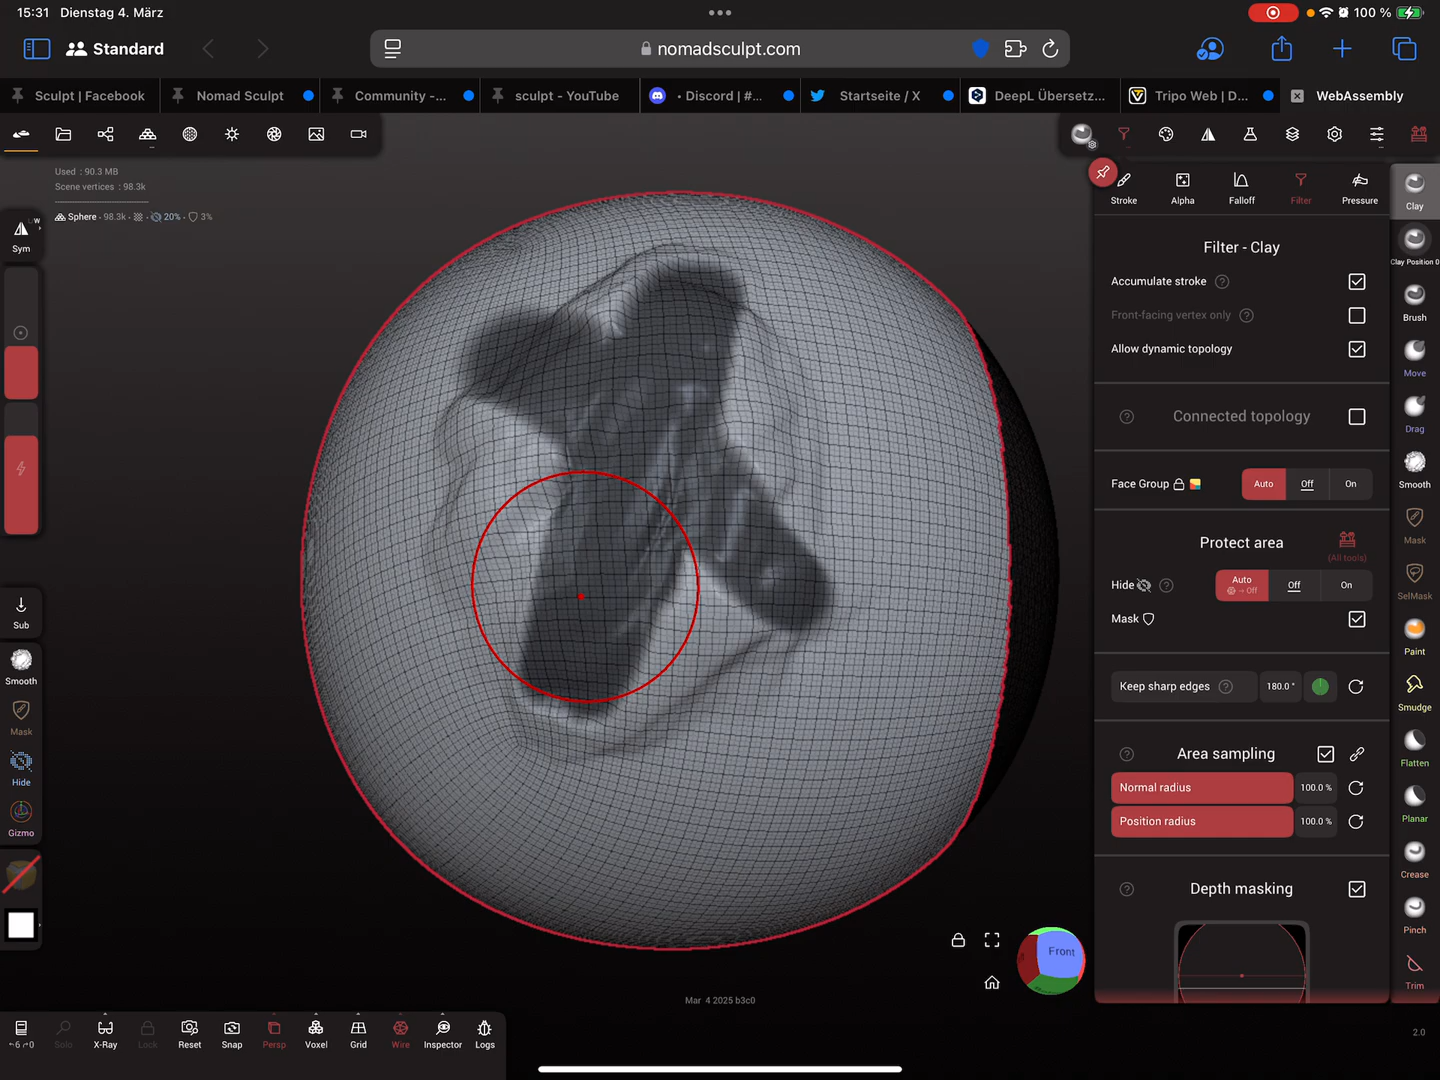 15:31 Dienstag 4. März
100 %
Standard
nomadsculpt.com
Sculpt | Facebook
Nomad Sculpt
Community -...
sculpt - YouTube
• Discord | #...
Startseite / X
DeepL Übersetz...
Tripo Web | D...
WebAssembly
Used : 90.3 MB
Scene vertices : 98.3k
Sphere - 98.3k - 20% - 3%
Sym
Sub
Smooth
Mask
Hide
Gizmo
Stroke
Alpha
Falloff
Filter
Pressure
Filter - Clay
Accumulate stroke ?
Front-facing vertex only ?
Allow dynamic topology
? Connected topology
Face Group Auto Off On
Protect area
(All tools)
Hide ? Auto → Off Off On
Mask
Keep sharp edges ? 180.0 °
? Area sampling
Normal radius 100.0 %
Position radius 100.0 %
? Depth masking
Clay
Clay Position 0
Brush
Move
Drag
Smooth
Mask
SelMask
Paint
Smudge
Flatten
Planar
Crease
Pinch
Trim
Front
Mar 4 2025 b3c0
6 0
Solo
X-Ray
Lock
Reset
Snap
Persp
Voxel
Grid
Wire
Inspector
Logs
2.0